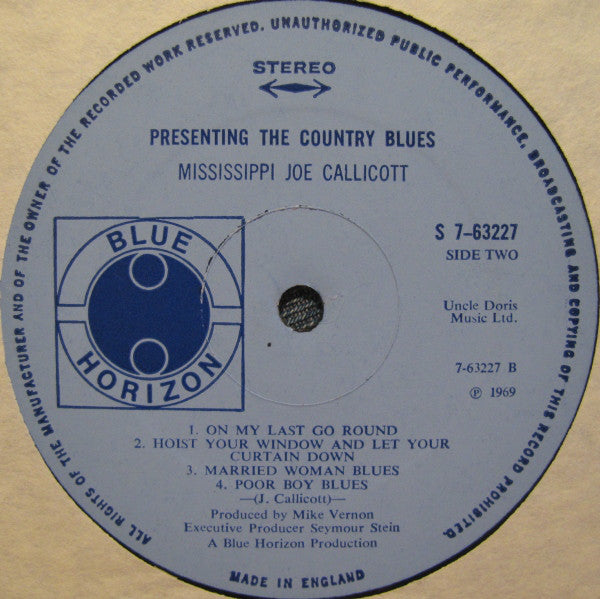 ALL RIGHTS OF THE MANUFACTURER AND OF THE OWNER OF THE RECORDED WORK RESERVED. UNAUTHORIZED PUBLIC PERFORMANCE, BROADCASTING AND COPYING OF THIS RECORD PROHIBITED.
STEREO
PRESENTING THE COUNTRY BLUES
MISSISSIPPI JOE CALLICOTT
BLUE
HORIZON
S 7-63227
SIDE TWO
Uncle Doris
Music Ltd.
7-63227 B
℗ 1969
1. ON MY LAST GO ROUND
2. HOIST YOUR WINDOW AND LET YOUR
CURTAIN DOWN
3. MARRIED WOMAN BLUES
4. POOR BOY BLUES
—(J. Callicott)—
Produced by Mike Vernon
Executive Producer Seymour Stein
A Blue Horizon Production
MADE IN ENGLAND